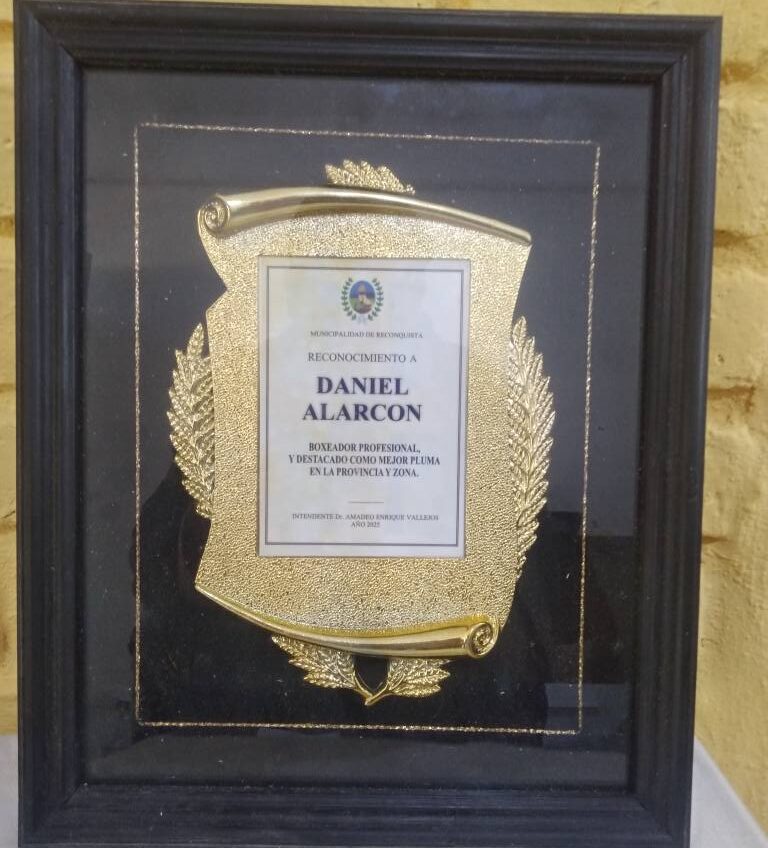 MUNICIPALIDAD DE RECONQUISTA
RECONOCIMIENTO A
DANIEL
ALARCON
BOXEADOR PROFESIONAL,
Y DESTACADO COMO MEJOR PLUMA
EN LA PROVINCIA Y ZONA.
INTENDENTE Dr. AMADEO ENRIQUE VALLEJOS
AÑO 2025